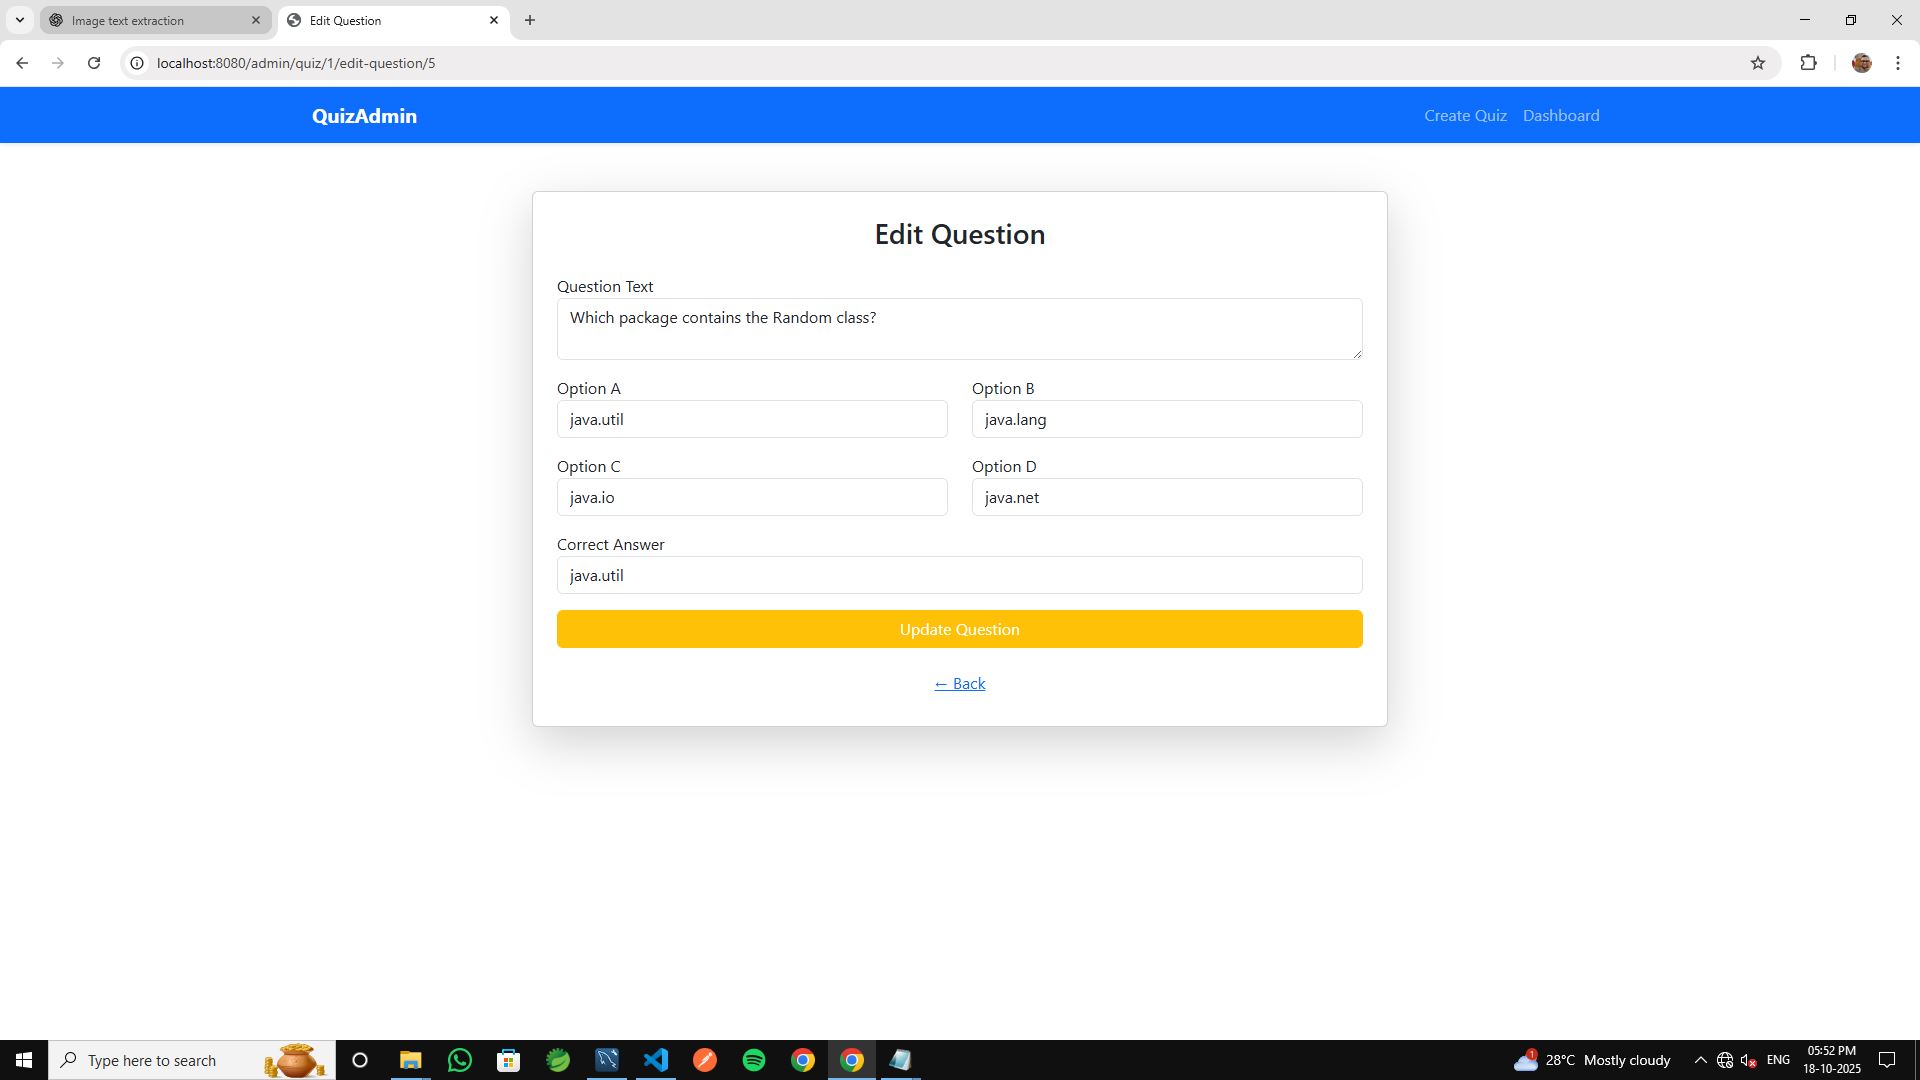 Image text extraction
Edit Question
localhost:8080/admin/quiz/1/edit-question/5
QuizAdmin
Create Quiz
Dashboard
Edit Question
Question Text
Which package contains the Random class?
Option A
Option B
java.util
java.lang
Option C
Option D
java.io
java.net
Correct Answer
java.util
Update Question
← Back
Type here to search
1
28°C Mostly cloudy
ENG
05:52 PM
18-10-2025